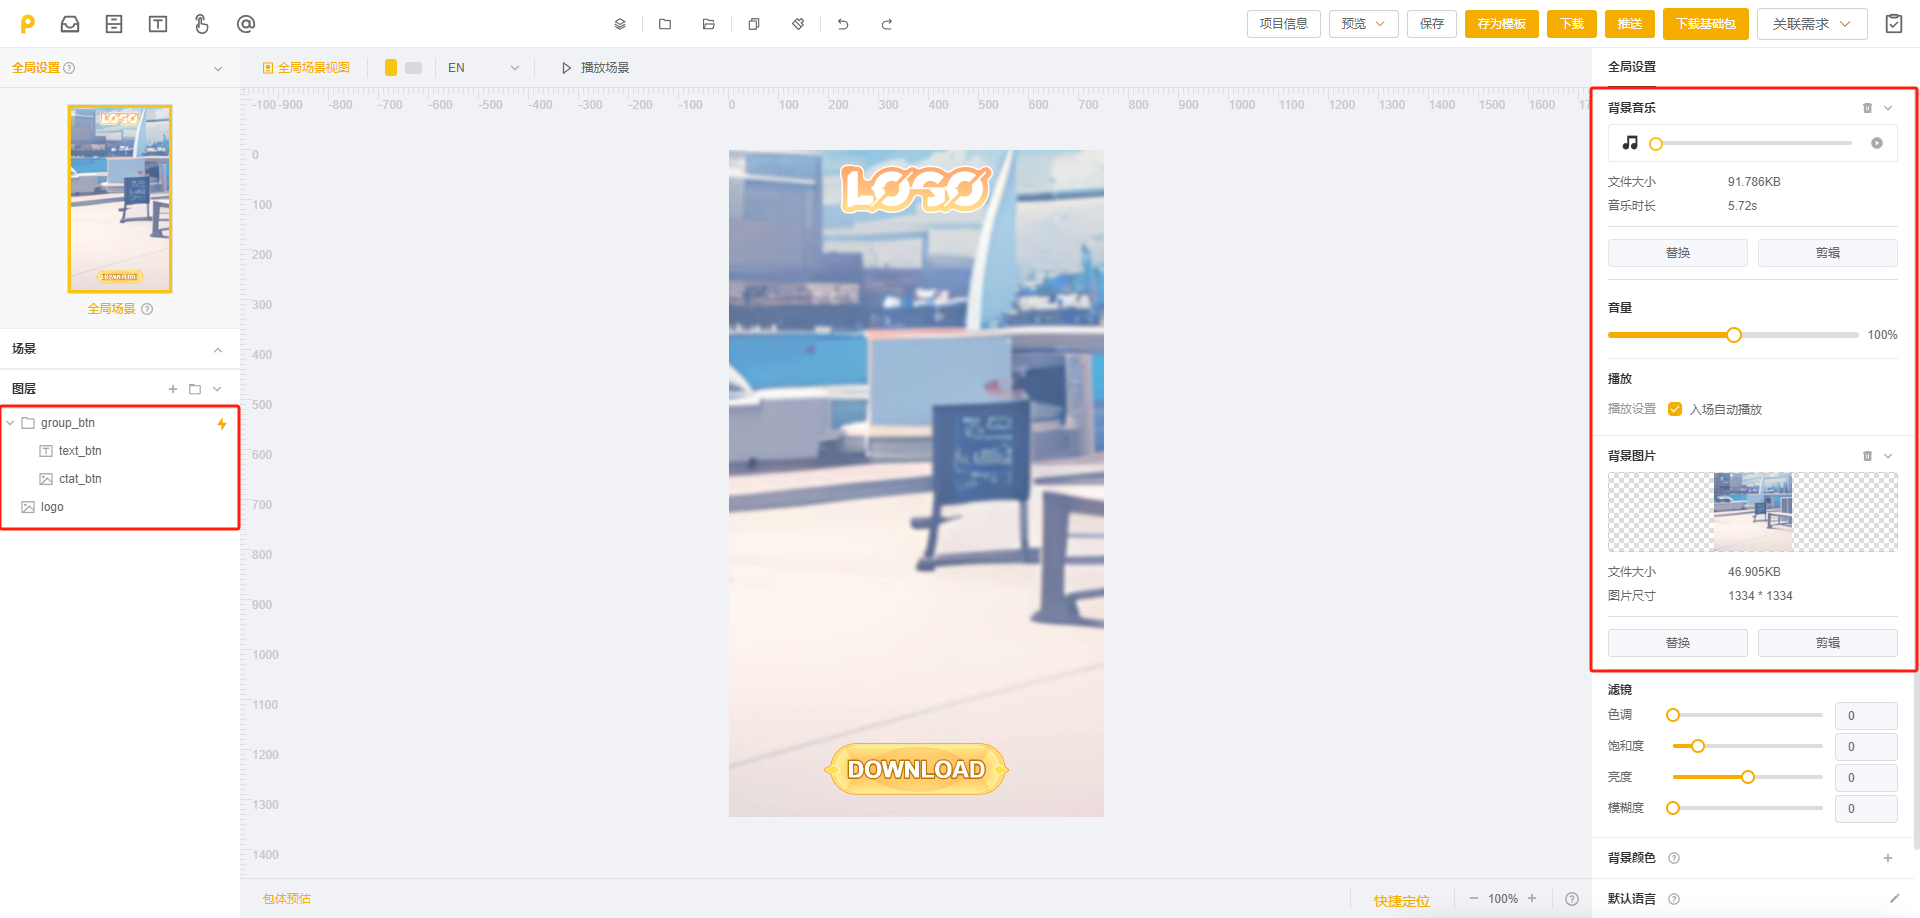 项目信息
预览
保存
存为模板
下载
推送
下载基础包
关联需求
全局设置
全局场景视图
EN
播放场景
全局设置
-100 -900 -800 -700 -600 -500 -400 -300 -200 -100 0 100 200 300 400 500 600 700 800 900 1000 1100 1200 1300 1400 1500 1600 17
0
100
200
300
400
500
600
700
800
900
1000
1100
1200
1300
1400
LOGO
DOWNLOAD
全局场景
场景
图层
group_btn
text_btn
ctat_btn
logo
LOGO
DOWNLOAD
背景音乐
文件大小 91.786KB
音乐时长 5.72s
替换 剪辑
音量
100%
播放
播放设置 入场自动播放
背景图片
文件大小 46.905KB
图片尺寸 1334 * 1334
替换 剪辑
滤镜
色调 0
饱和度 0
亮度 0
模糊度 0
背景颜色
默认语言
包体预估
快捷定位
100%